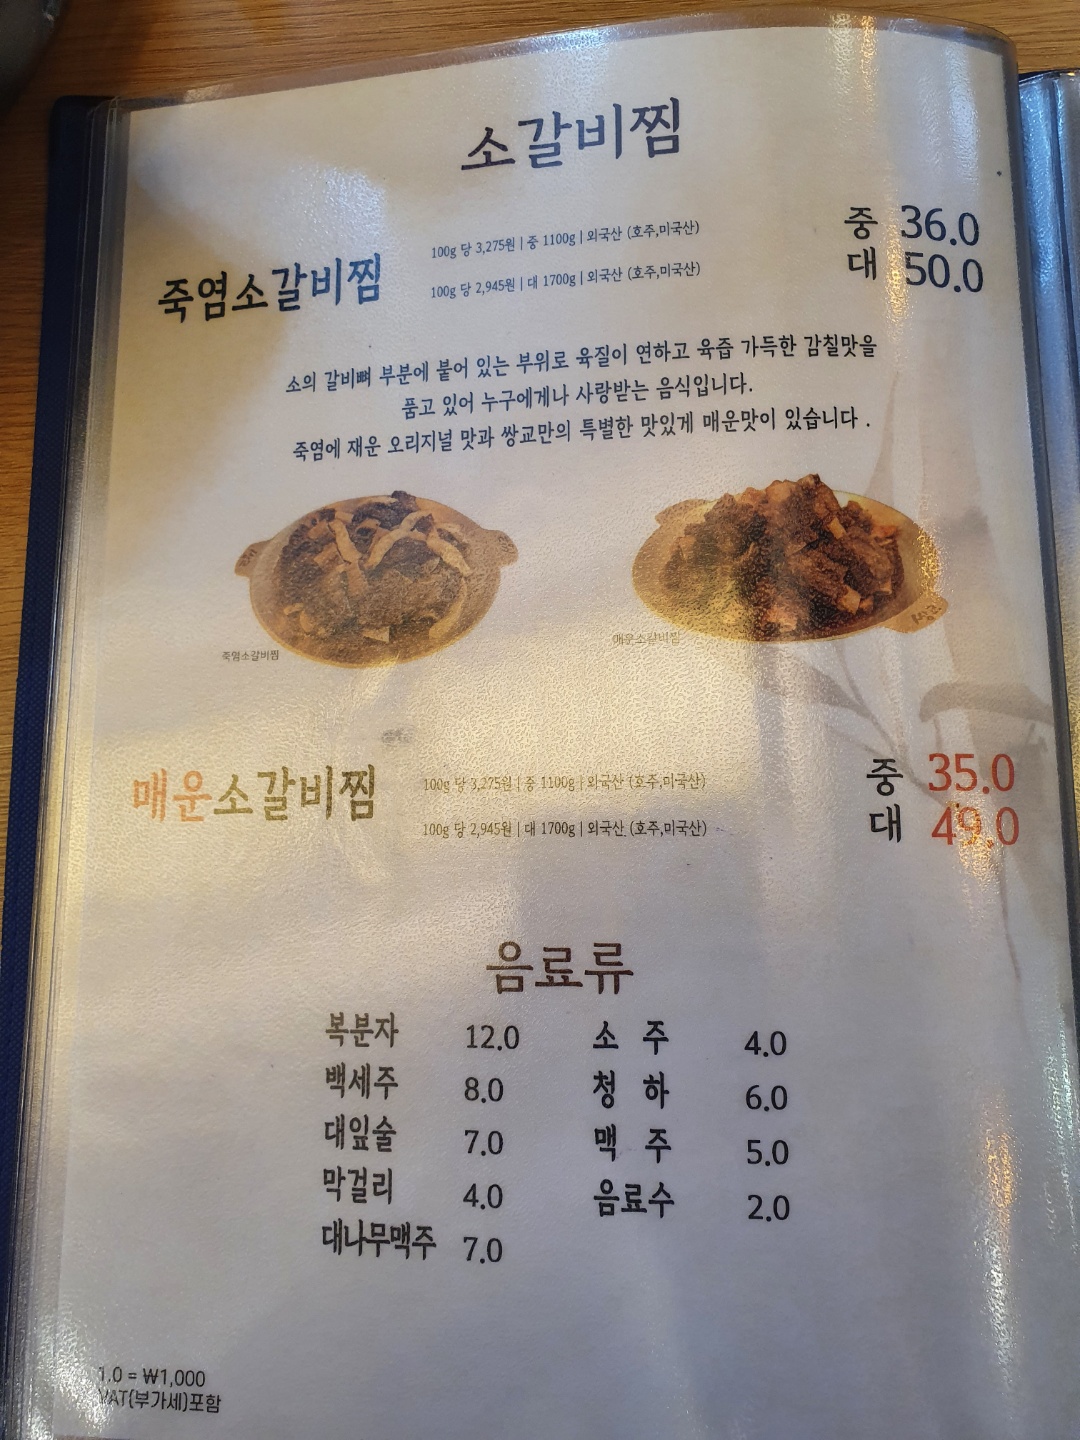 소갈비찜
죽염소갈비찜
100g 당 3,275원 | 중 1100g | 외국산 (호주,미국산)
100g 당 2,945원 | 대 1700g | 외국산 (호주,미국산)
중 36.0
대 50.0
소의 갈비뼈 부분에 붙어 있는 부위로 육질이 연하고 육즙 가득한 감칠맛을
품고 있어 누구에게나 사랑받는 음식입니다.
죽염에 재운 오리지널 맛과 쌍교만의 특별한 맛있게 매운맛이 있습니다 .
죽염소갈비찜
매운소갈비찜
매운소갈비찜
100g 당 3,275원 | 중 1100g | 외국산 (호주,미국산)
100g 당 2,945원 | 대 1700g | 외국산 (호주,미국산)
중 35.0
대 49.0
음료류
복분자 12.0 소 주 4.0
백세주 8.0 청 하 6.0
대잎술 7.0 맥 주 5.0
막걸리 4.0 음료수 2.0
대나무맥주 7.0
1.0 = ₩1,000
VAT(부가세)포함